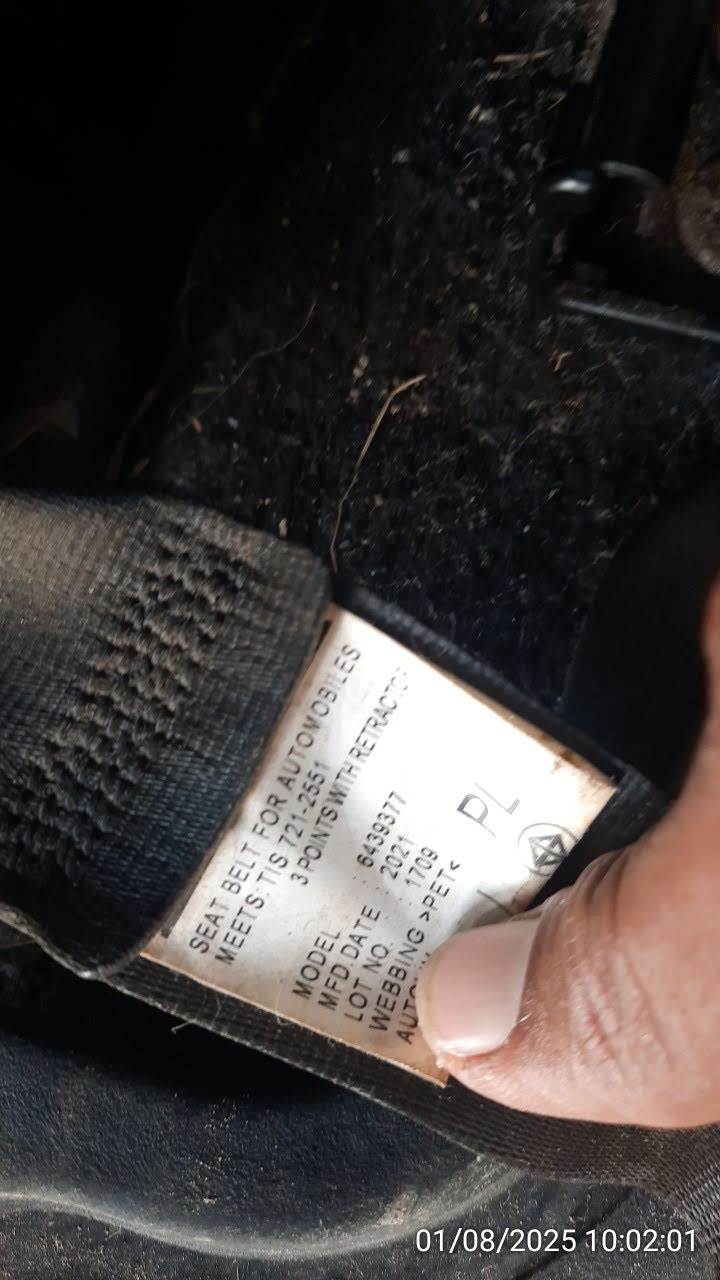 SEAT BELT FOR AUTOMOBILES
MEETS: TIS 721-2551
3 POINTS WITH RETRACTOR
MODEL 6439377
MFD DATE : 2021
LOT NO. : 1709
WEBBING >PET<
PL
01/08/2025 10:02:01